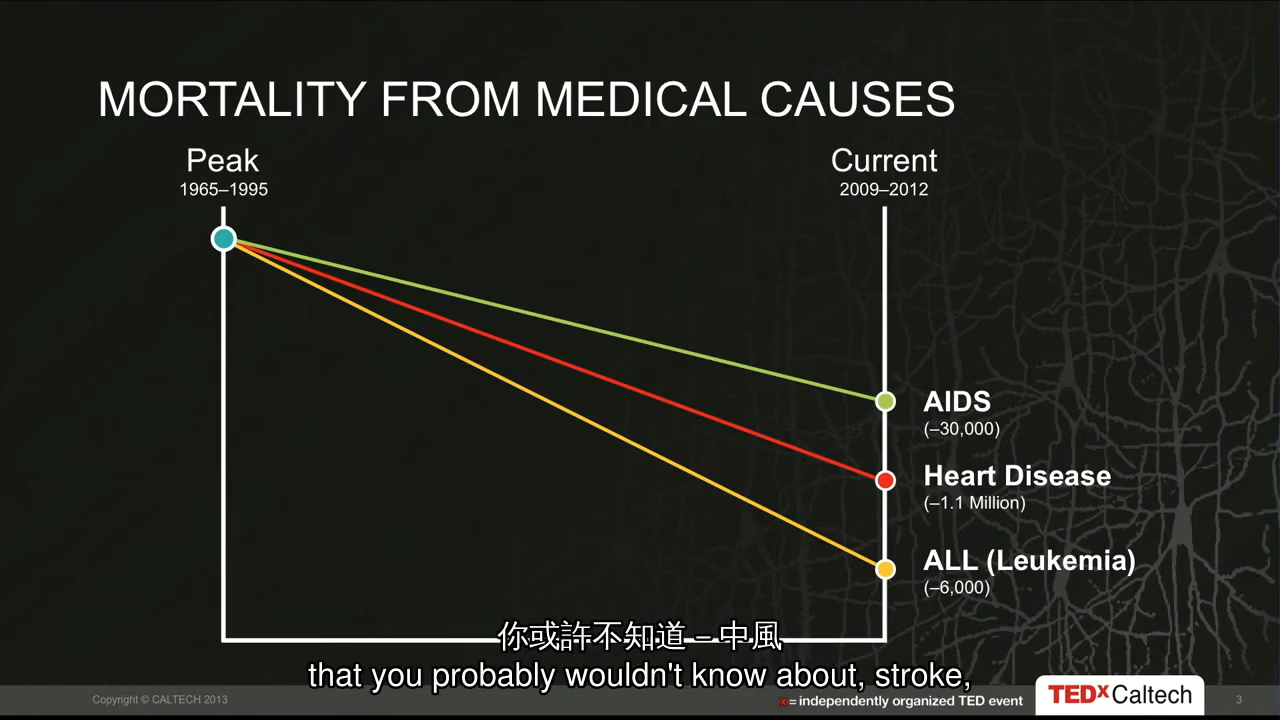 MORTALITY FROM MEDICAL CAUSES
Peak
1965–1995
Current
2009–2012
AIDS
(–30,000)
Heart Disease
(–1.1 Million)
ALL (Leukemia)
(–6,000)
你或許不知道 – 中風
that you probably wouldn't know about, stroke,
Copyright © CALTECH 2013
x = independently organized TED event
TEDxCaltech
3